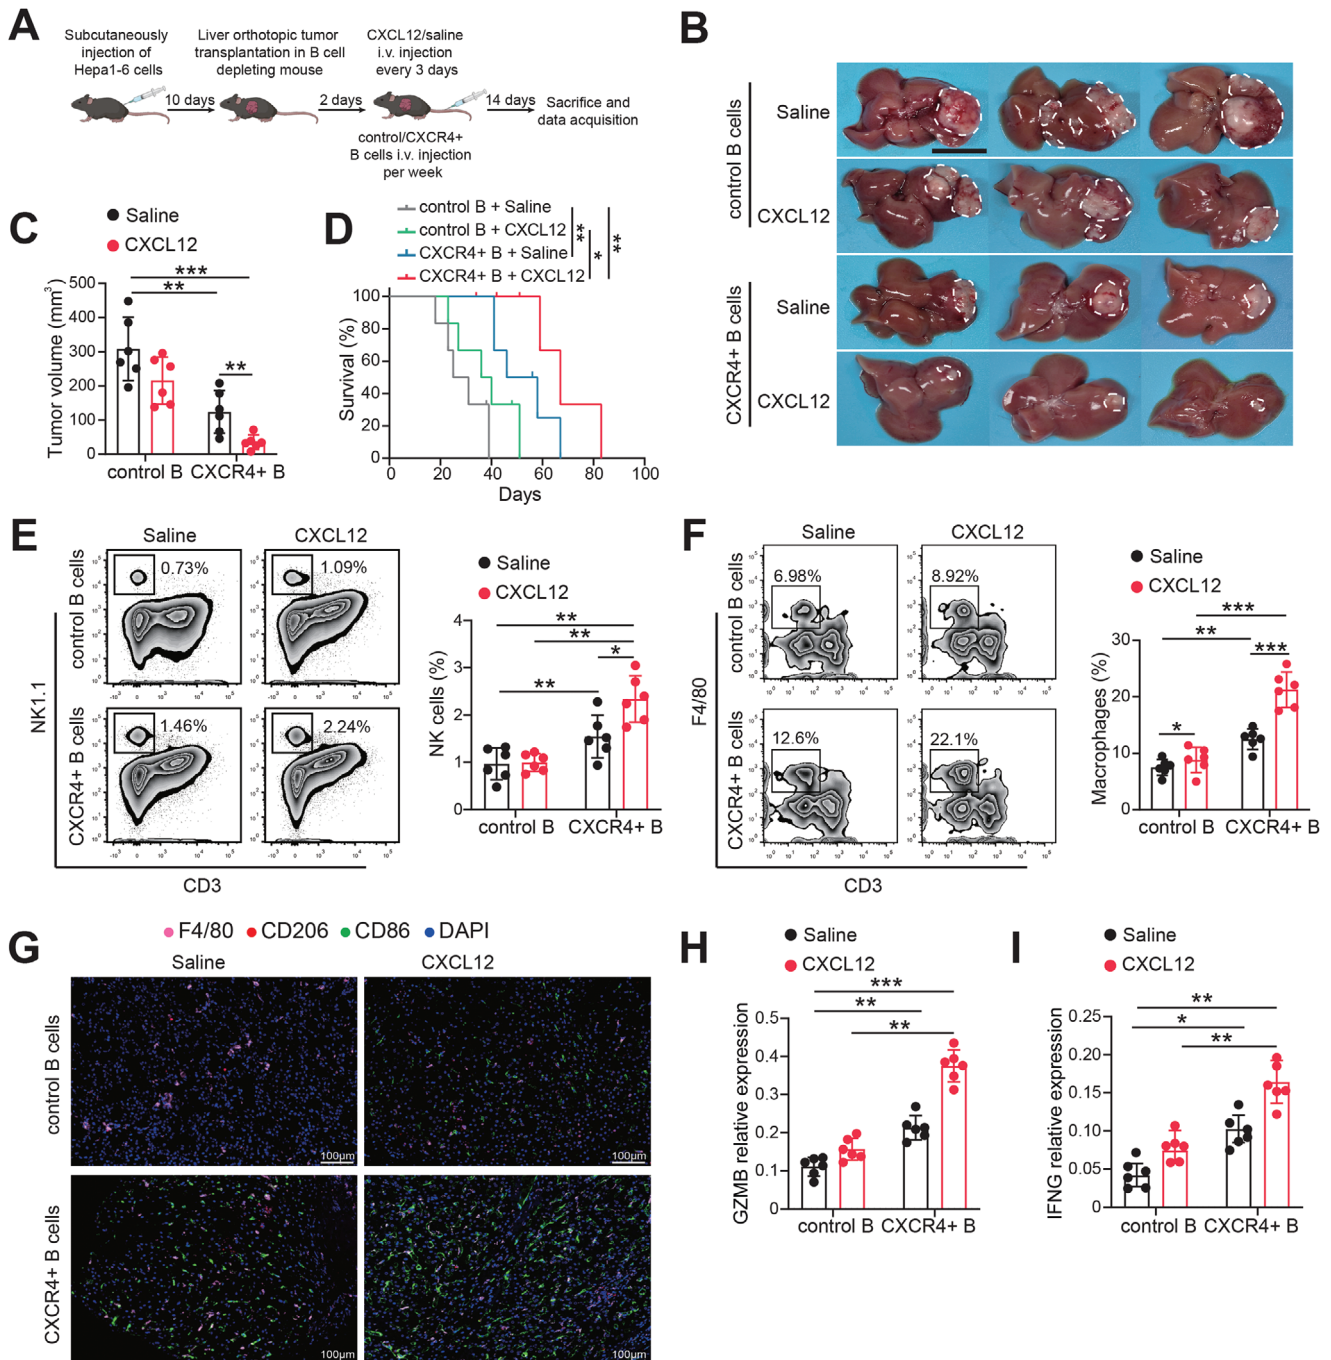 A
Subcutaneously
injection of
Hepa1-6 cells
Liver orthotopic tumor
transplantation in B cell
depleting mouse
CXCL12/saline
i.v. injection
every 3 days
10 days
2 days
14 days
Sacrifice and
data acquisition
control/CXCR4+
B cells i.v. injection
per week
B
control B cells
Saline
CXCL12
CXCR4+ B cells
Saline
CXCL12
C
Saline
CXCL12
***
**
**
Tumor volume (mm³)
500
400
300
200
100
0
control B
CXCR4+ B
D
control B + Saline
control B + CXCL12
CXCR4+ B + Saline
CXCR4+ B + CXCL12
**
*
**
Survival (%)
100
80
60
40
20
0
0 20 40 60 80 100
Days
E
Saline
CXCL12
NK1.1
control B cells
0.73%
1.09%
CXCR4+ B cells
1.46%
2.24%
CD3
Saline
CXCL12
**
**
*
**
NK cells (%)
4
3
2
1
0
control B
CXCR4+ B
F
Saline
CXCL12
F4/80
control B cells
6.98%
8.92%
CXCR4+ B cells
12.6%
22.1%
CD3
Saline
CXCL12
***
**
***
*
Macrophages (%)
30
20
10
0
control B
CXCR4+ B
G
F4/80 CD206 CD86 DAPI
Saline
CXCL12
control B cells
100μm
100μm
CXCR4+ B cells
100μm
100μm
H
Saline
CXCL12
***
**
**
GZMB relative expression
0.5
0.4
0.3
0.2
0.1
0
control B
CXCR4+ B
I
Saline
CXCL12
**
*
**
IFNG relative expression
0.25
0.20
0.15
0.10
0.05
0
control B
CXCR4+ B